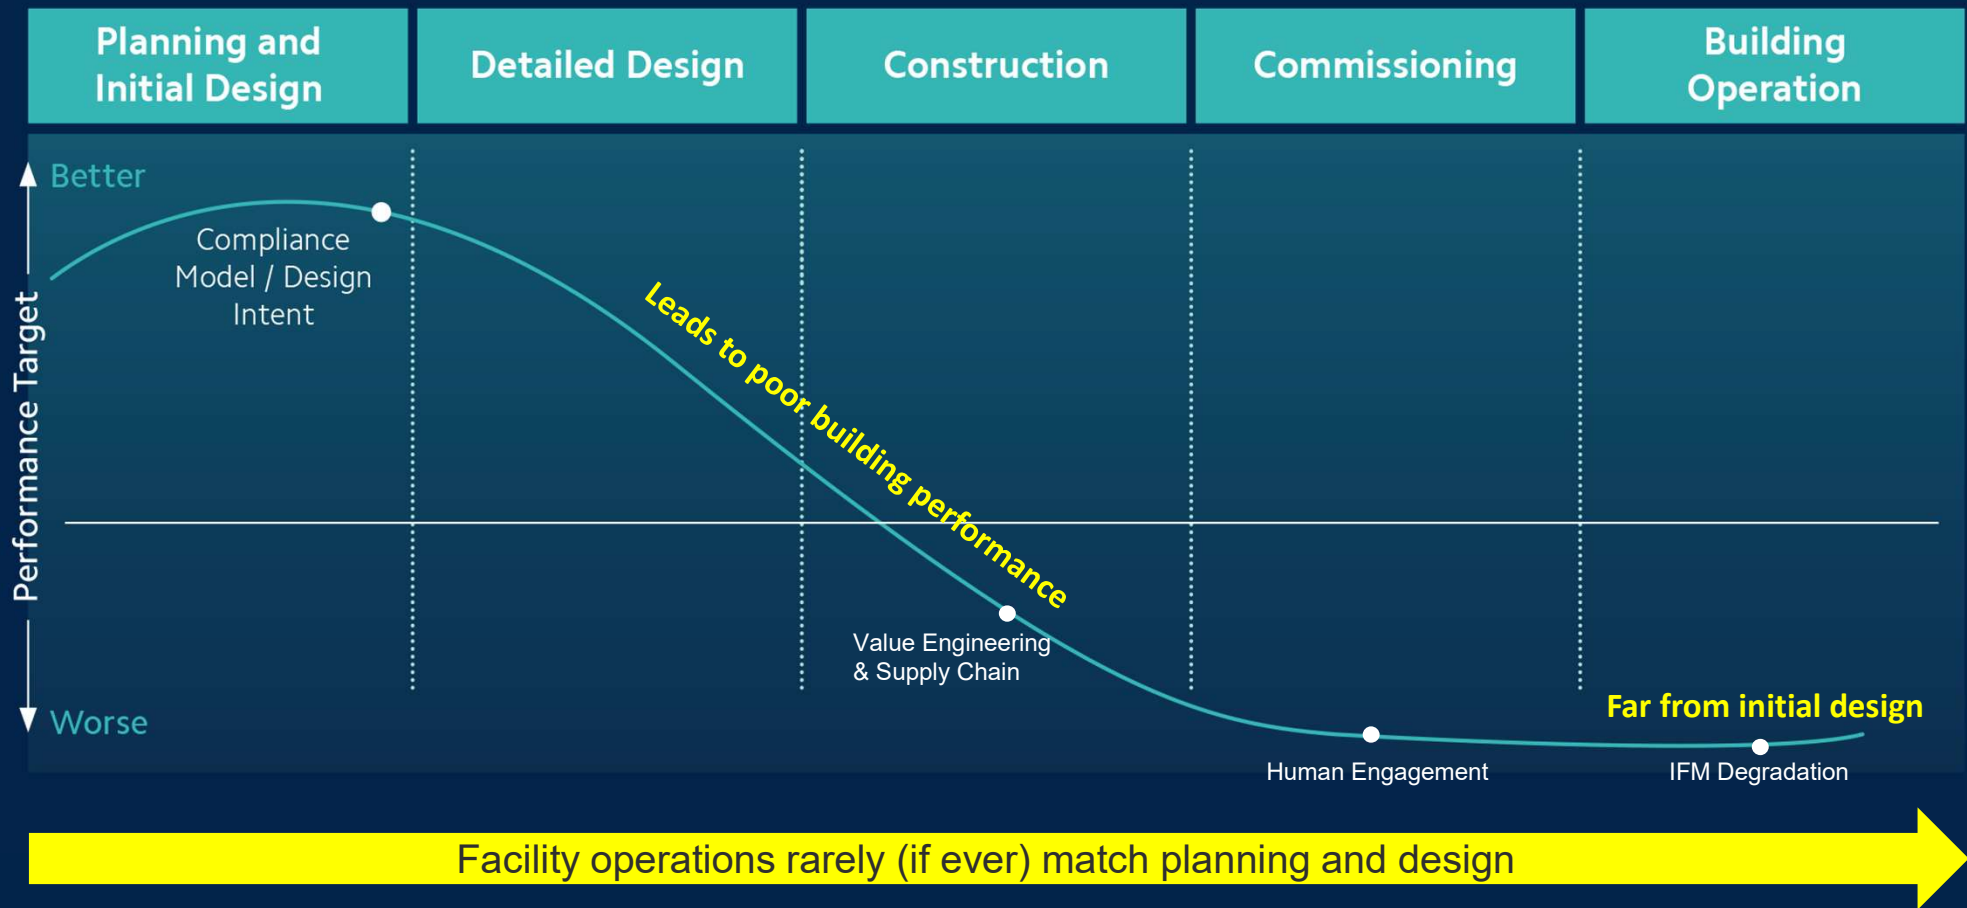 Planning and
Initial Design
Detailed Design
Construction
Commissioning
Building
Operation
Better
Performance Target
Worse
Compliance
Model / Design
Intent
Leads to poor building performance
Value Engineering
& Supply Chain
Human Engagement
Far from initial design
IFM Degradation
Facility operations rarely (if ever) match planning and design